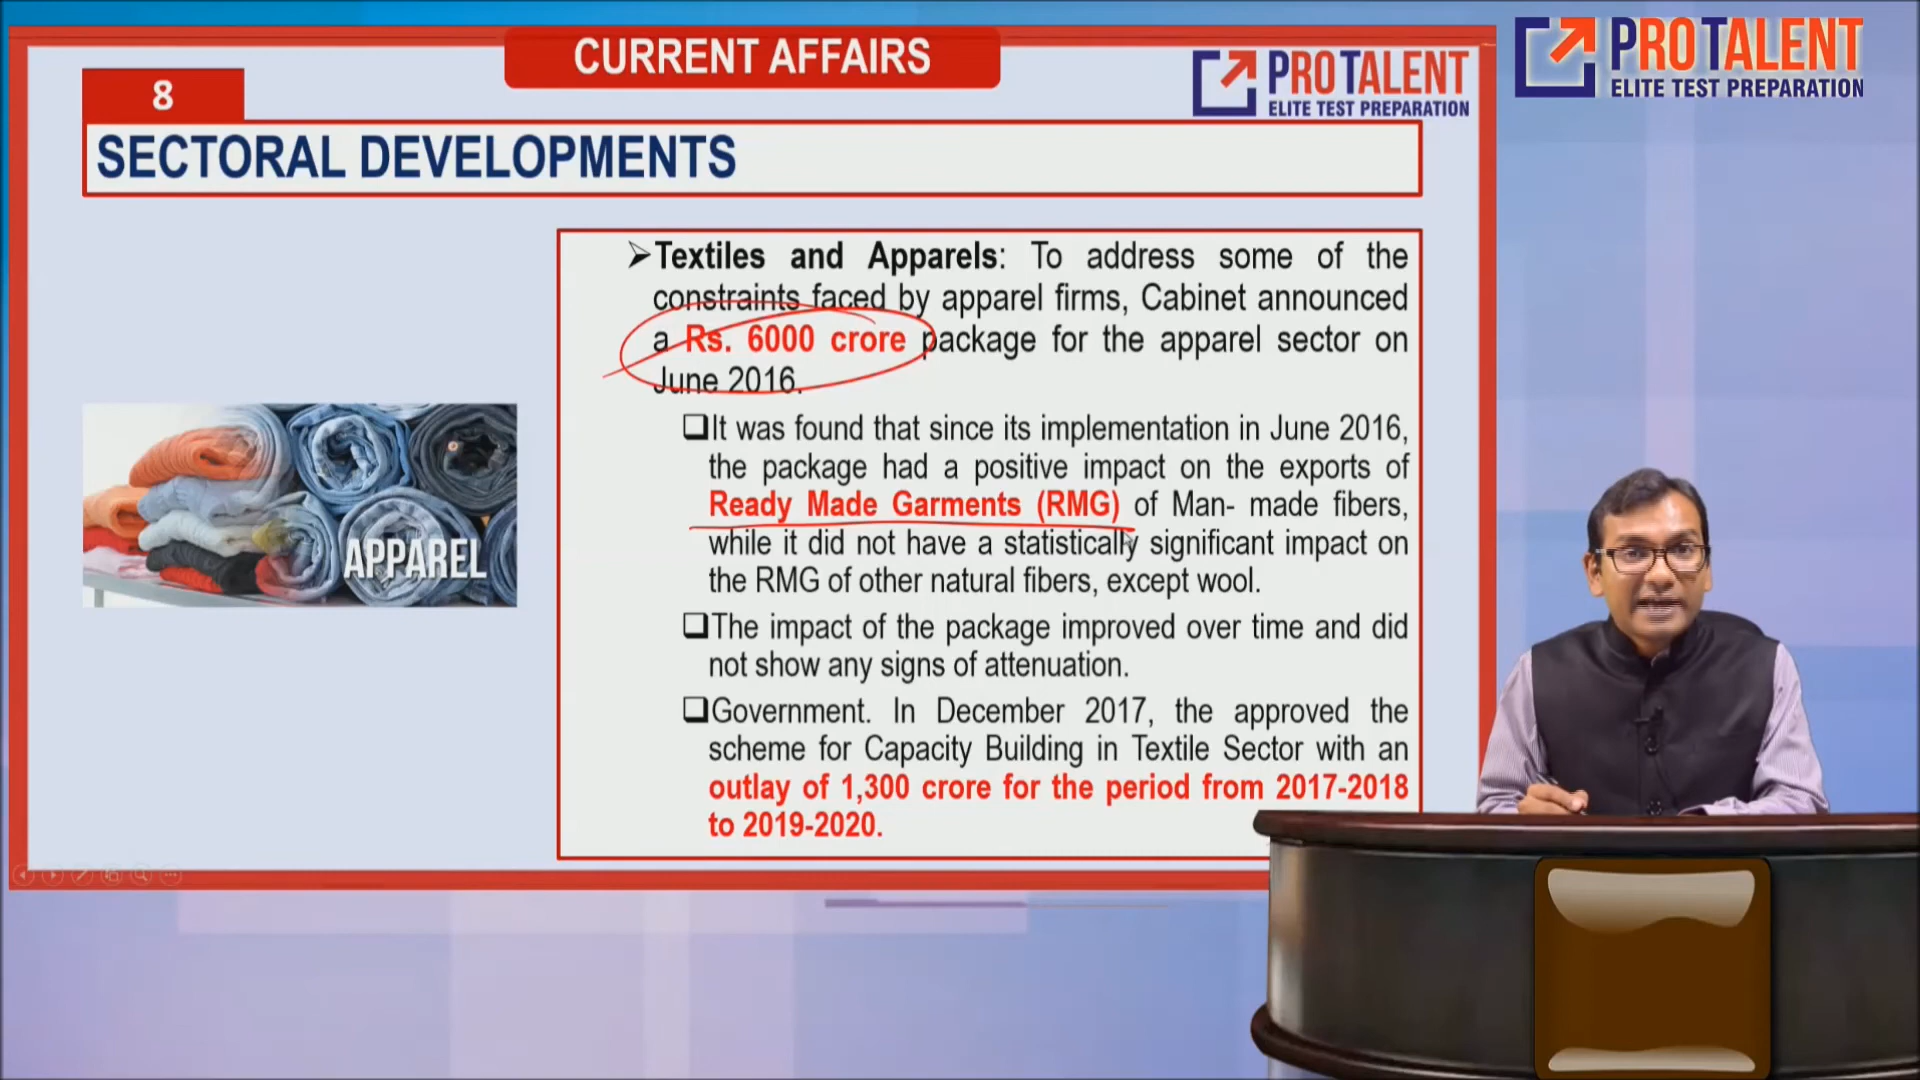 CURRENT AFFAIRS
PROTALENT
ELITE TEST PREPARATION
PROTALENT
ELITE TEST PREPARATION
8
SECTORAL DEVELOPMENTS
Textiles and Apparels: To address some of the
constraints faced by apparel firms, Cabinet announced
a Rs. 6000 crore package for the apparel sector on
June 2016.
It was found that since its implementation in June 2016,
the package had a positive impact on the exports of
Ready Made Garments (RMG) of Man- made fibers,
while it did not have a statistically significant impact on
the RMG of other natural fibers, except wool.
The impact of the package improved over time and did
not show any signs of attenuation.
Government. In December 2017, the approved the
scheme for Capacity Building in Textile Sector with an
outlay of 1,300 crore for the period from 2017-2018
to 2019-2020.
APPAREL